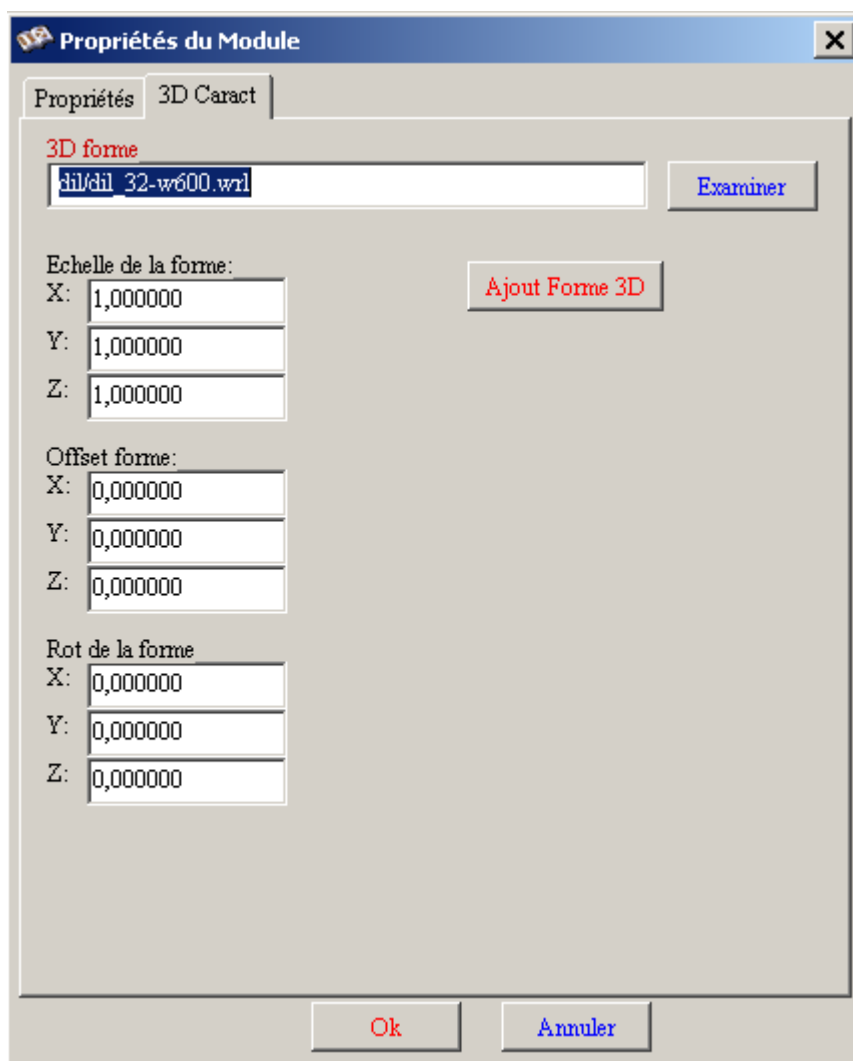 Propriétés du Module
Propriétés 3D Caract
3D forme
dil/dil_32-w600.wrl Examiner
Echelle de la forme:
Ajout Forme 3D
X: 1,000000
Y: 1,000000
Z: 1,000000
Offset forme:
X: 0,000000
Y: 0,000000
Z: 0,000000
Rot de la forme
X: 0,000000
Y: 0,000000
Z: 0,000000
Ok Annuler